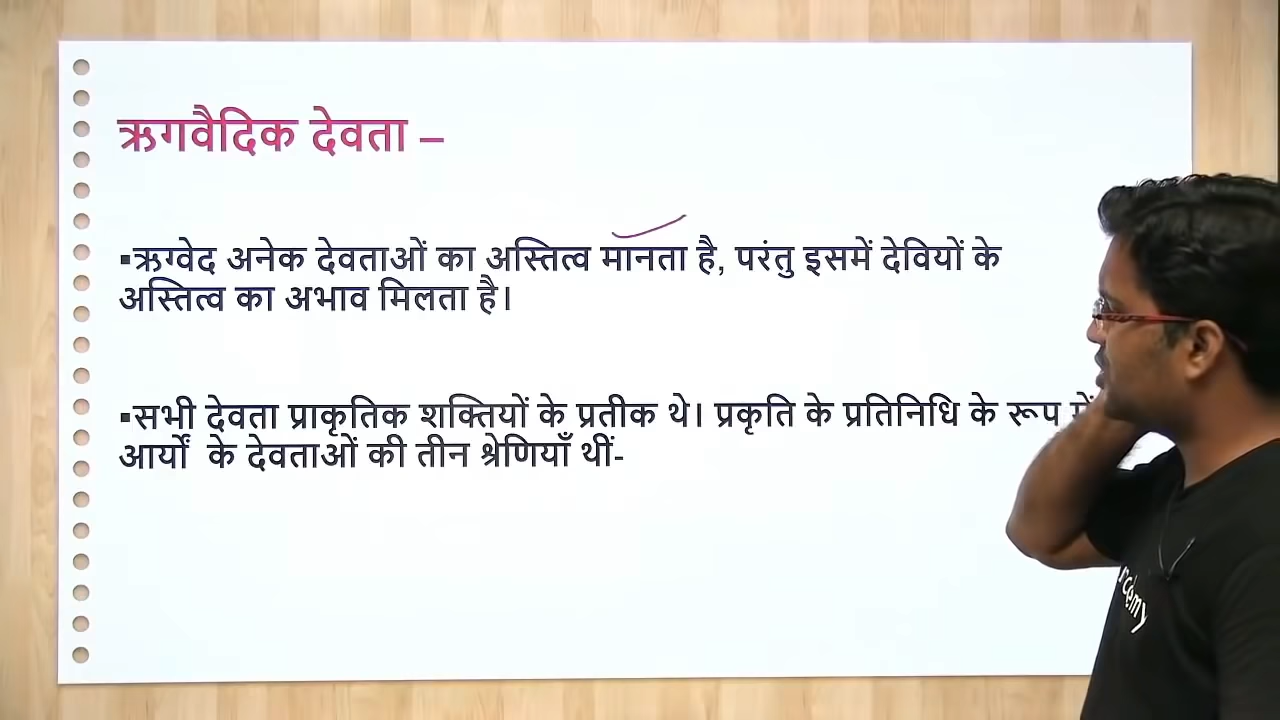 ऋगवैदिक देवता –
▪ऋग्वेद अनेक देवताओं का अस्तित्व मानता है, परंतु इसमें देवियों के
अस्तित्व का अभाव मिलता है।
▪सभी देवता प्राकृतिक शक्तियों के प्रतीक थे। प्रकृति के प्रतिनिधि के रूप में
आर्यों के देवताओं की तीन श्रेणियाँ थीं-